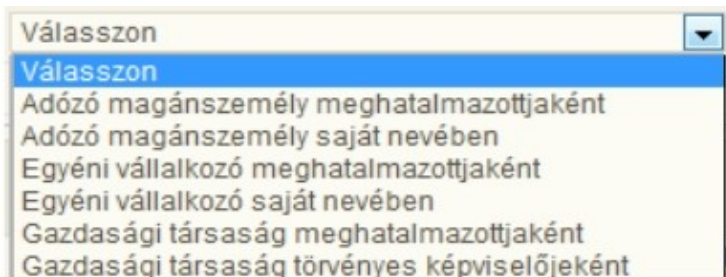 Válasszon
Válasszon
Adózó magánszemély meghatalmazottjaként
Adózó magánszemély saját nevében
Egyéni vállalkozó meghatalmazottjaként
Egyéni vállalkozó saját nevében
Gazdasági társaság meghatalmazottjaként
Gazdasági társaság törvényes képviselőjeként